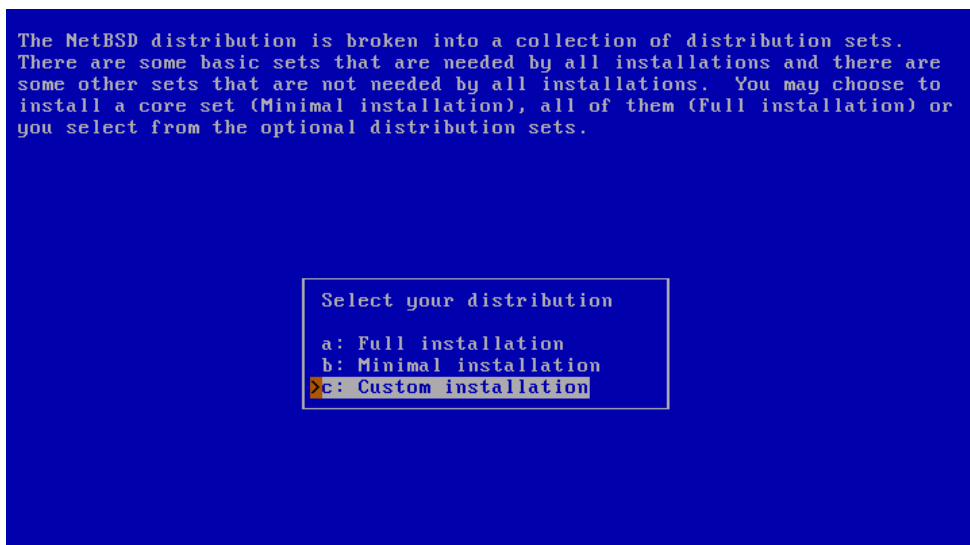 The NetBSD distribution is broken into a collection of distribution sets.
There are some basic sets that are needed by all installations and there are
some other sets that are not needed by all installations.  You may choose to
install a core set (Minimal installation), all of them (Full installation) or
you select from the optional distribution sets.
Select your distribution
a: Full installation
b: Minimal installation
>c: Custom installation